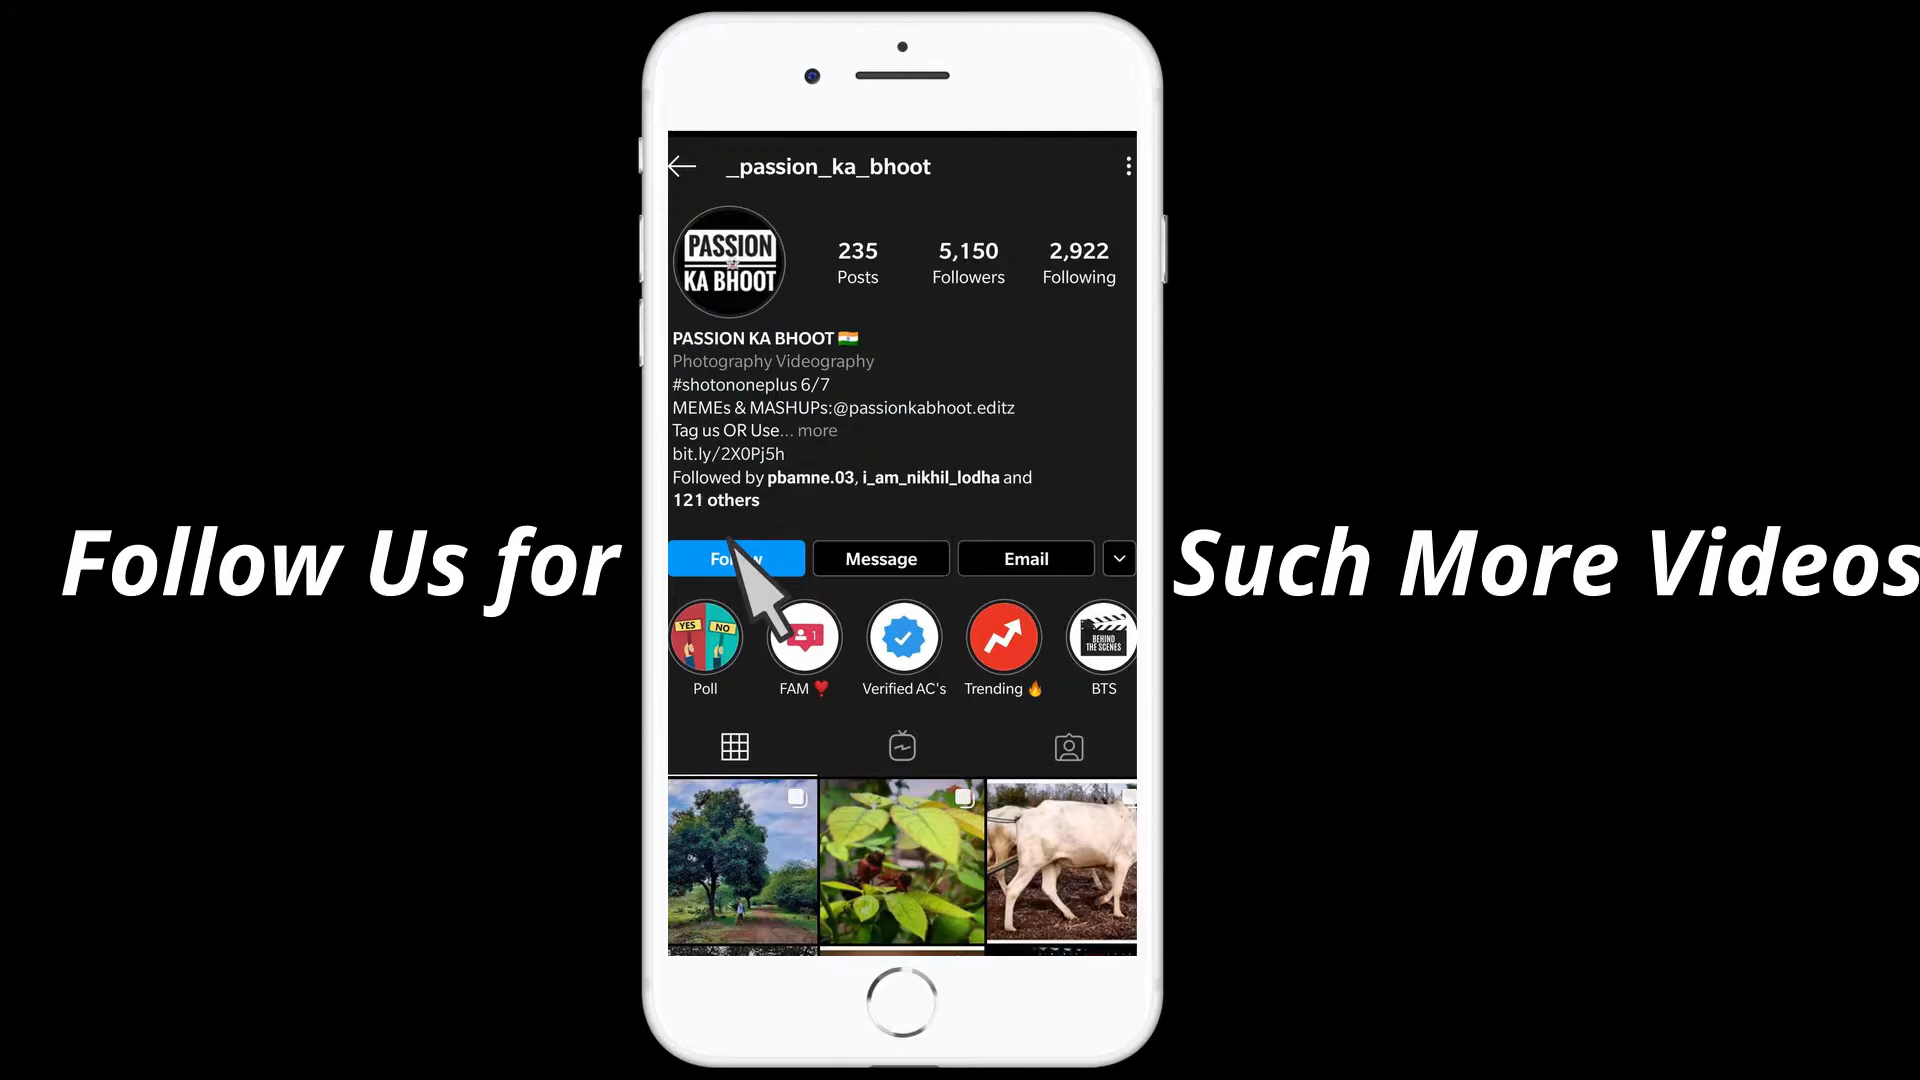 _passion_ka_bhoot
PASSION
KA BHOOT
235
Posts
5,150
Followers
2,922
Following
PASSION KA BHOOT 🇮🇳
Photography Videography
#shotononeplus 6/7
MEMEs & MASHUPs:@passionkabhoot.editz
Tag us OR Use... more
bit.ly/2X0Pj5h
Followed by pbamne.03, i_am_nikhil_lodha and
121 others
Follow Us for
Such More Videos
Follow
Message
Email
YES
NO
1
BEHIND
THE SCENES
Poll
FAM ❣️
Verified AC's
Trending 🔥
BTS